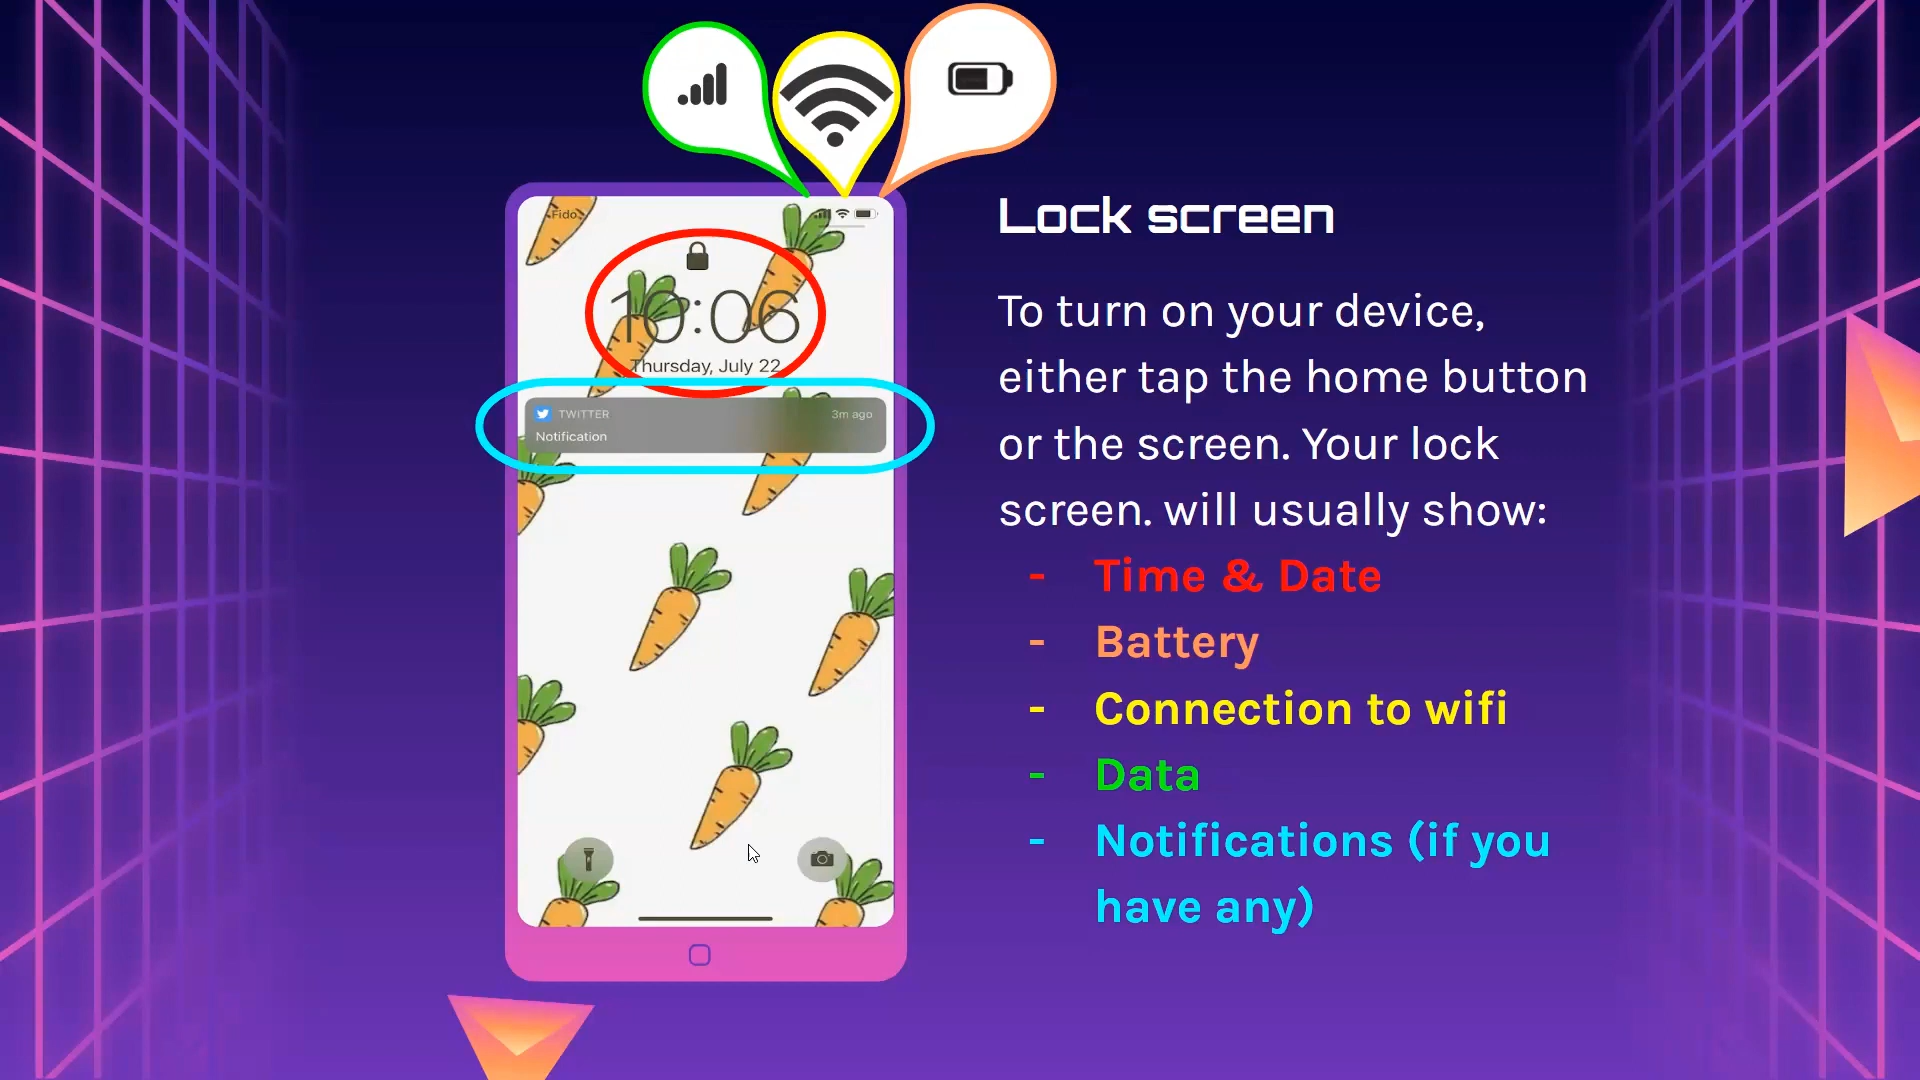 Fido
10:06
Thursday, July 22
TWITTER
3m ago
Notification
Lock screen
To turn on your device,
either tap the home button
or the screen. Your lock
screen. will usually show:
- Time & Date
- Battery
- Connection to wifi
- Data
- Notifications (if you
have any)